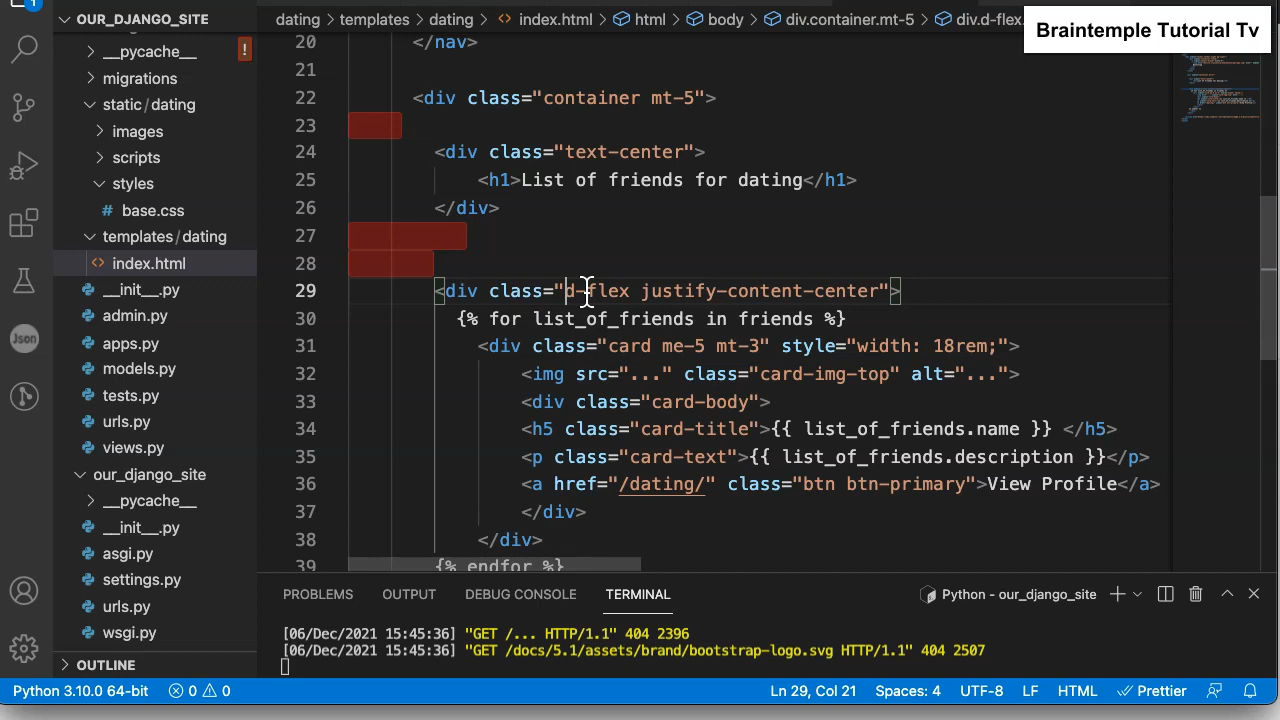 1
OUR_DJANGO_SITE
__pycache__
!
migrations
static/dating
images
scripts
styles
# base.css
templates/dating
<> index.html
__init__.py
admin.py
apps.py
models.py
tests.py
urls.py
views.py
our_django_site
__pycache__
__init__.py
asgi.py
settings.py
urls.py
wsgi.py
OUTLINE
Json
dating > templates > dating > <> index.html > html > body > div.container.mt-5 > div.d-flex.
Braintemple Tutorial Tv
20 </nav>
21
22 <div class="container mt-5">
23
24 <div class="text-center">
25 <h1>List of friends for dating</h1>
26 </div>
27
28
29 <div class="d-flex justify-content-center">
30 {% for list_of_friends in friends %}
31 <div class="card me-5 mt-3" style="width: 18rem;">
32 <img src="..." class="card-img-top" alt="...">
33 <div class="card-body">
34 <h5 class="card-title">{{ list_of_friends.name }} </h5>
35 <p class="card-text">{{ list_of_friends.description }}</p>
36 <a href="/dating/" class="btn btn-primary">View Profile</a>
37 </div>
38 </div>
39 {% endfor %}
PROBLEMS OUTPUT DEBUG CONSOLE TERMINAL Python - our_django_site
[06/Dec/2021 15:45:36] "GET /... HTTP/1.1" 404 2396
[06/Dec/2021 15:45:36] "GET /docs/5.1/assets/brand/bootstrap-logo.svg HTTP/1.1" 404 2507
Python 3.10.0 64-bit 0 0 Ln 29, Col 21 Spaces: 4 UTF-8 LF HTML Prettier